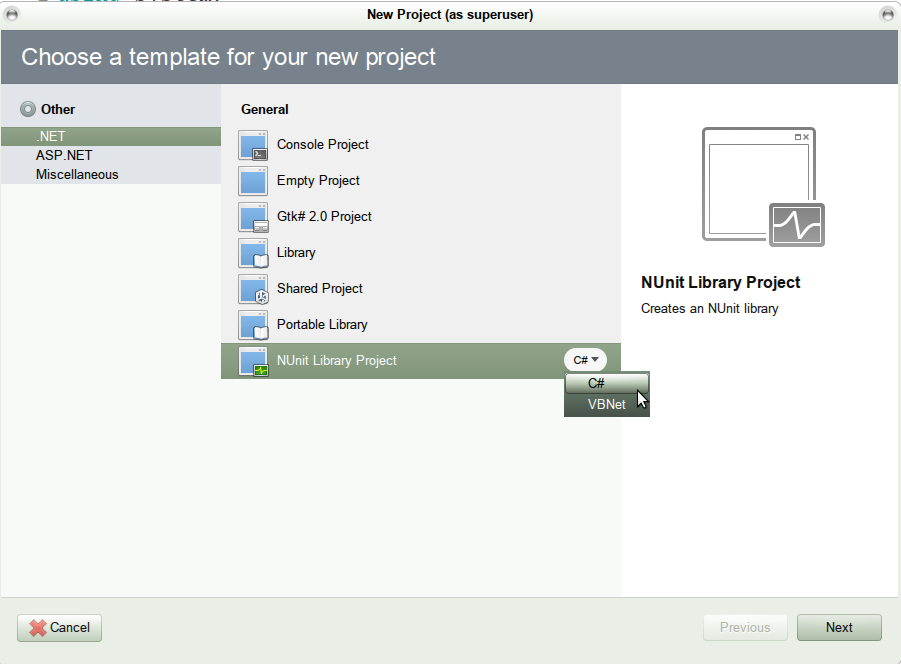 New Project (as superuser)
Choose a template for your new project
Other
.NET
ASP.NET
Miscellaneous
General
Console Project
Empty Project
Gtk# 2.0 Project
Library
Shared Project
Portable Library
NUnit Library Project
C#
C#
VBNet
NUnit Library Project
Creates an NUnit library
Cancel
Previous
Next